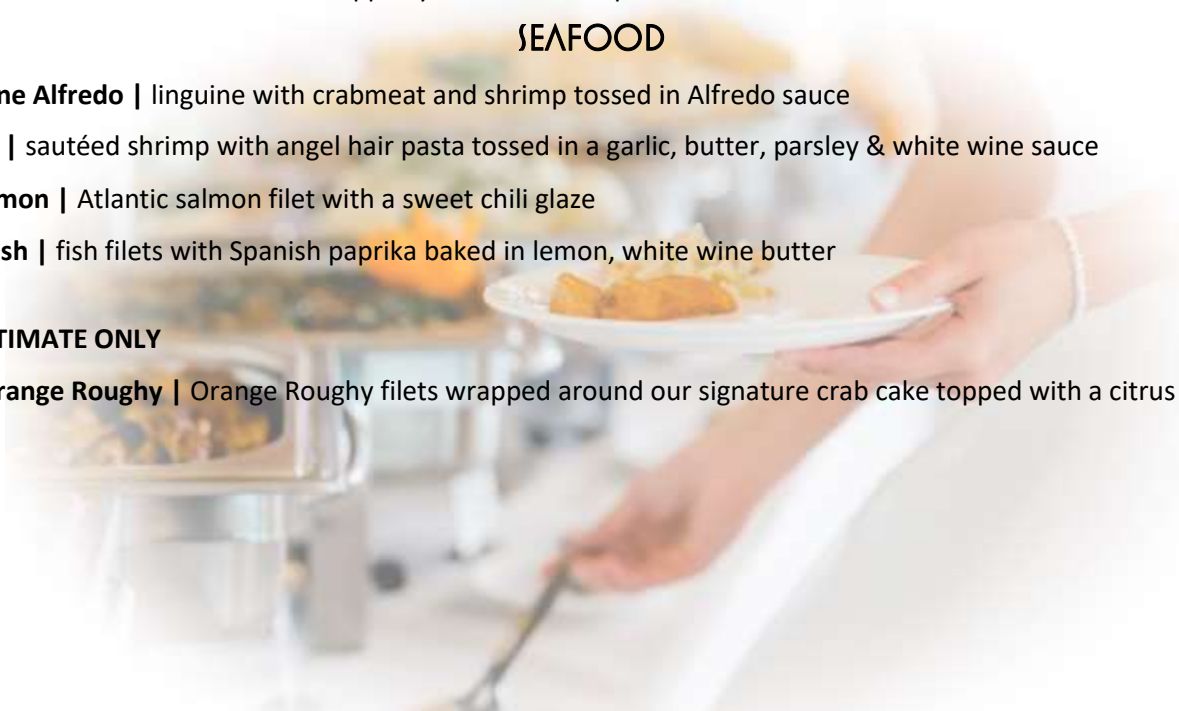 SEAFOOD
ne Alfredo | linguine with crabmeat and shrimp tossed in Alfredo sauce
| sautéed shrimp with angel hair pasta tossed in a garlic, butter, parsley & white wine sauce
mon | Atlantic salmon filet with a sweet chili glaze
sh | fish filets with Spanish paprika baked in lemon, white wine butter
TIMATE ONLY
range Roughy | Orange Roughy filets wrapped around our signature crab cake topped with a citrus